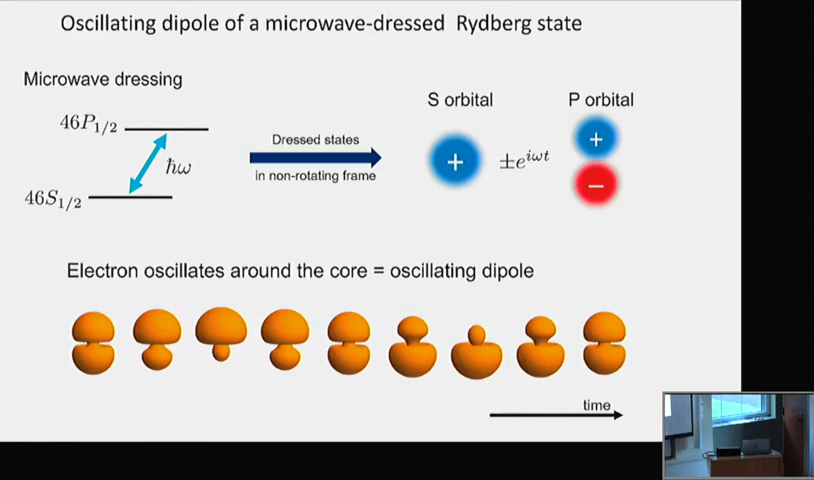 Oscillating dipole of a microwave-dressed Rydberg state
Microwave dressing
46P1/2
ℏω
46S1/2
Dressed states
in non-rotating frame
S orbital
P orbital
+
±e^{iwt}
+
−
Electron oscillates around the core = oscillating dipole
time